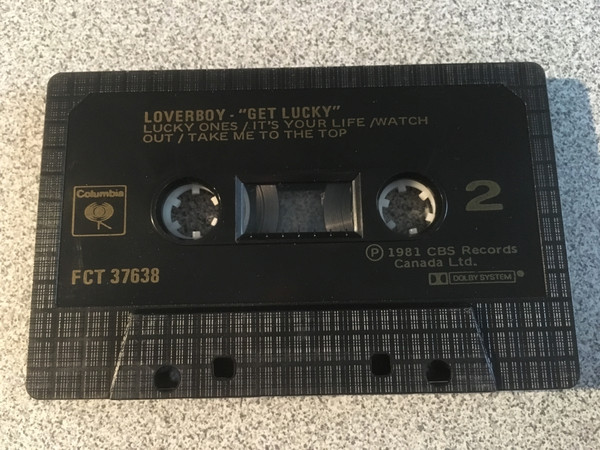 LOVERBOY - "GET LUCKY"
LUCKY ONES / IT'S YOUR LIFE /WATCH
OUT / TAKE ME TO THE TOP
Columbia
2
FCT 37638
Ⓟ 1981 CBS Records
Canada Ltd.
DOLBY SYSTEM®